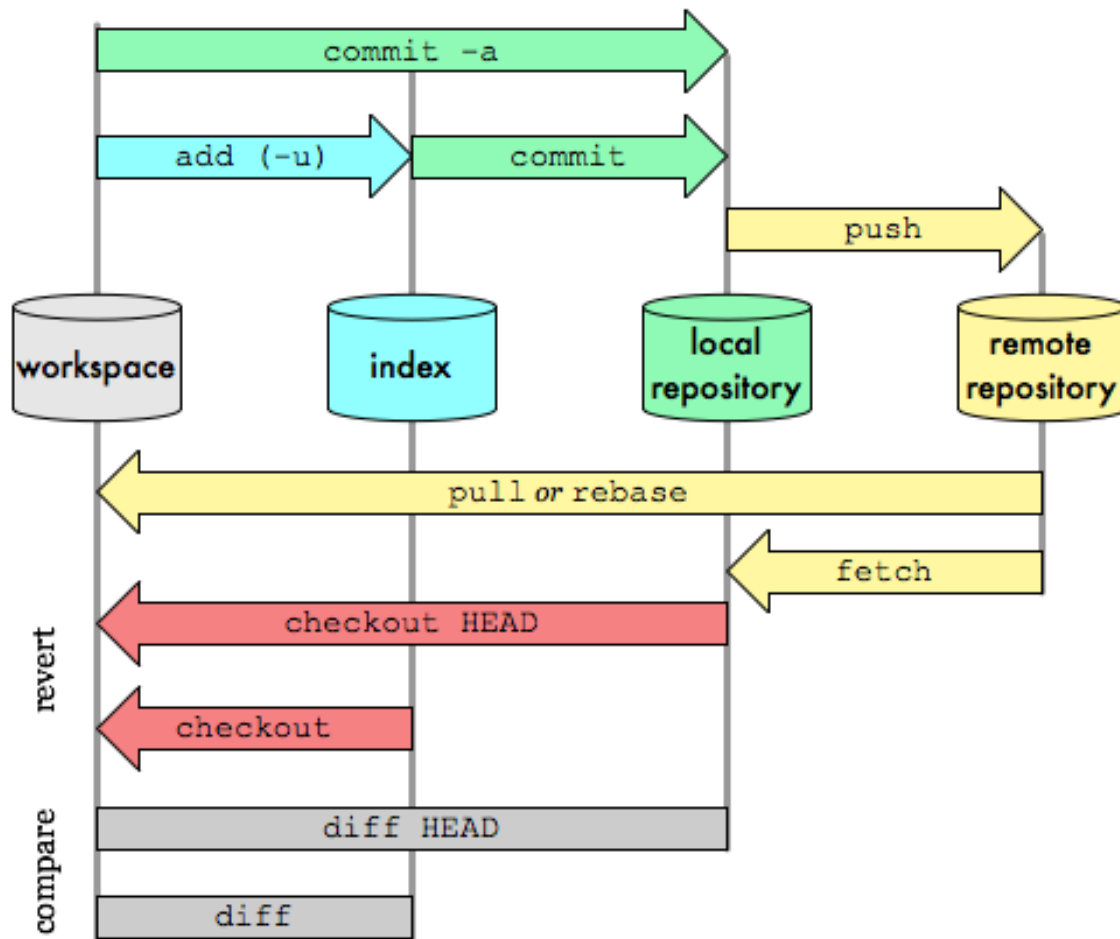 commit -a
add (-u)
commit
push
workspace
index
local
repository
remote
repository
pull or rebase
fetch
revert
checkout HEAD
checkout
compare
diff HEAD
diff